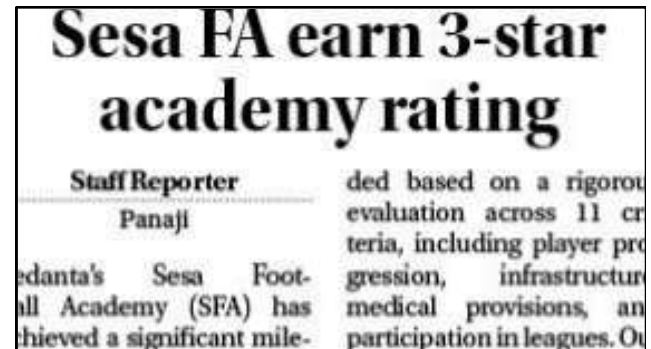 Sesa FA earn 3-star
academy rating
Staff Reporter
Panaji
edanta's Sesa Foot-
all Academy (SFA) has
chieved a significant mile-
ded based on a rigorou
evaluation across 11 cri
teria, including player pro
gression, infrastructure
medical provisions, an
participation in leagues. Ou